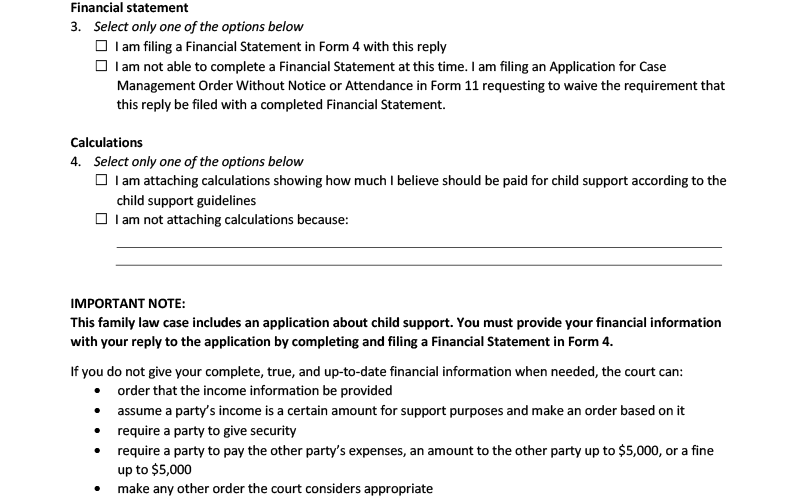 Financial statement
3. Select only one of the options below
☐ I am filing a Financial Statement in Form 4 with this reply
☐ I am not able to complete a Financial Statement at this time. I am filing an Application for Case
Management Order Without Notice or Attendance in Form 11 requesting to waive the requirement that
this reply be filed with a completed Financial Statement.
Calculations
4. Select only one of the options below
☐ I am attaching calculations showing how much I believe should be paid for child support according to the
child support guidelines
☐ I am not attaching calculations because:
IMPORTANT NOTE:
This family law case includes an application about child support. You must provide your financial information
with your reply to the application by completing and filing a Financial Statement in Form 4.
If you do not give your complete, true, and up-to-date financial information when needed, the court can:
• order that the income information be provided
• assume a party’s income is a certain amount for support purposes and make an order based on it
• require a party to give security
• require a party to pay the other party’s expenses, an amount to the other party up to $5,000, or a fine
up to $5,000
• make any other order the court considers appropriate